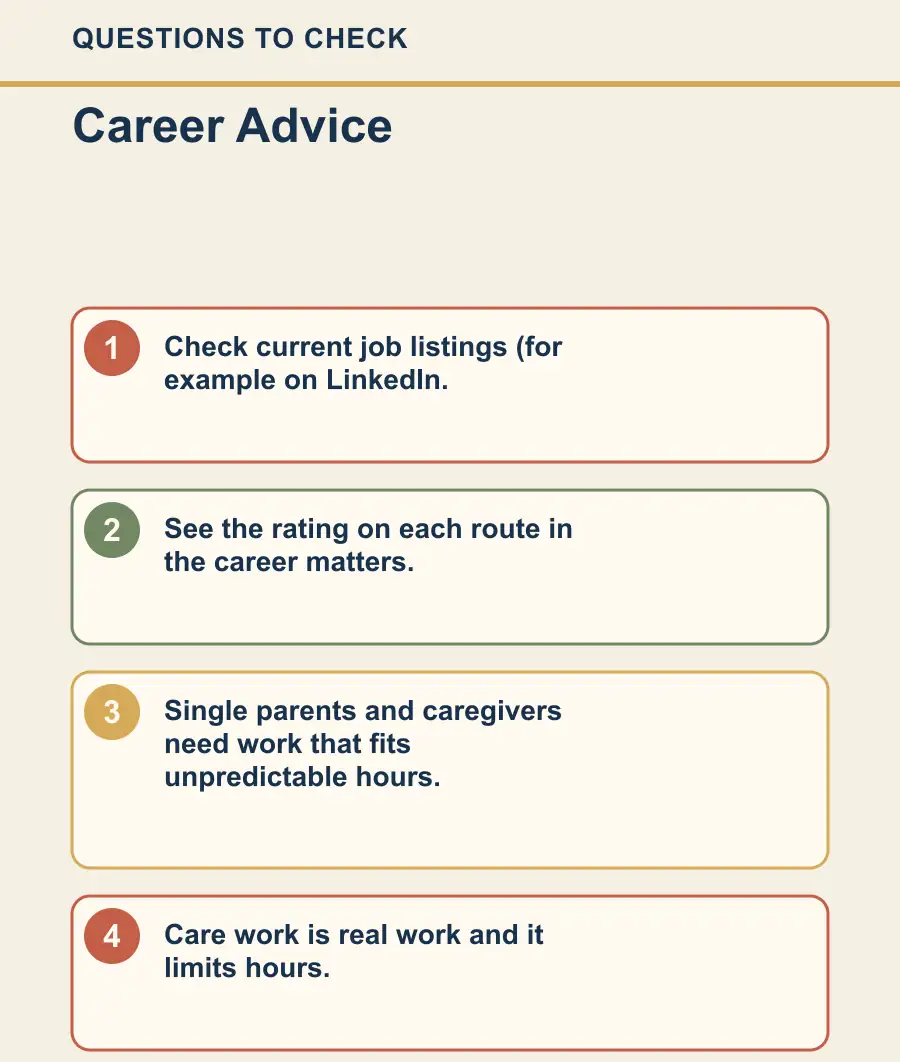 QUESTIONS TO CHECK
Career Advice
1
Check current job listings (for
example on LinkedIn.
2
See the rating on each route in
the career matters.
3
Single parents and caregivers
need work that fits
unpredictable hours.
4
Care work is real work and it
limits hours.